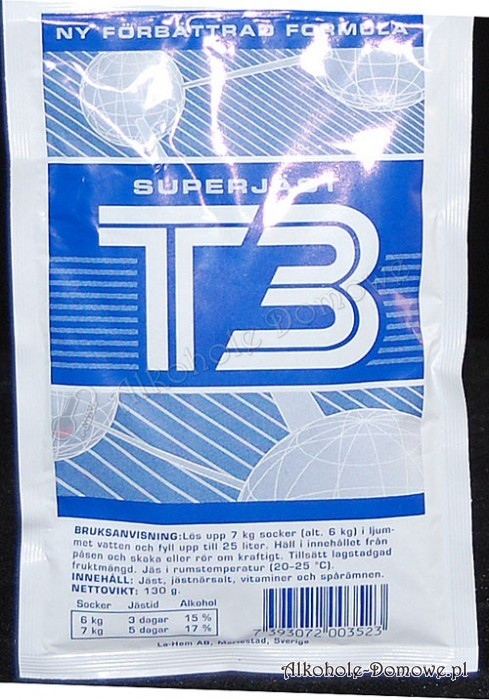 NY FÖRBÄTTRAD FORMULA
SUPERJÄST
T3
Alkohole Domowe
BRUKSANVISNING:Lös upp 7 kg socker (alt. 6 kg) i ljum-
met vatten och fyll upp till 25 liter. Häll i innehållet från
påsen och skaka eller rör om kraftigt. Tillsätt lagstadgad
fruktmängd. Jäs i rumstemperatur (20-25 °C).
INNEHÅLL: Jäst, jästnärsalt, vitaminer och spårämnen.
NETTOVIKT: 130 g.
Socker Jästid Alkohol
6 kg 3 dagar 15 %
7 kg 5 dagar 17 %
7 393072 003523
La-Hem AB, Mariestad, Sverige
Alkohole-Domowe.pl